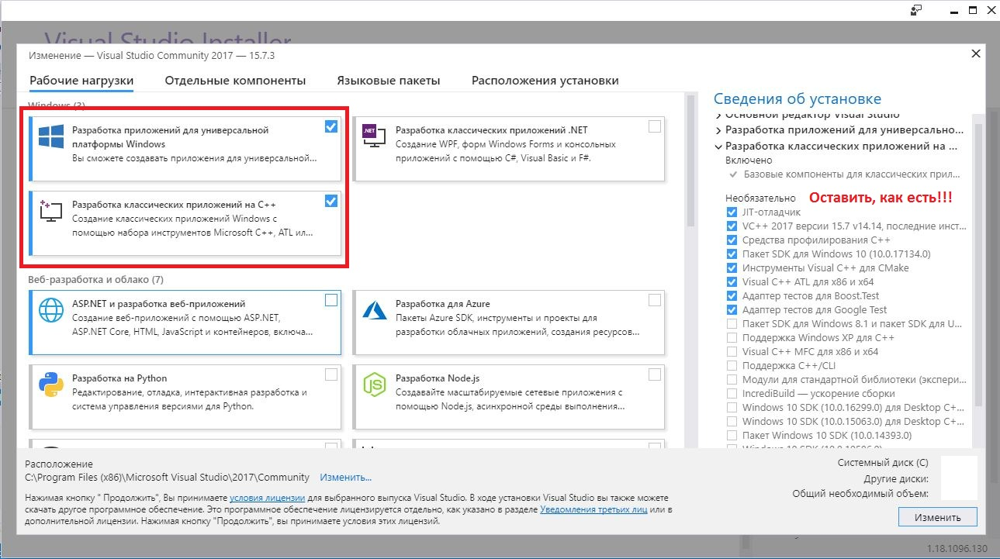 Visual Studio Installer
Изменение — Visual Studio Community 2017 — 15.7.3
Рабочие нагрузки
Отдельные компоненты
Языковые пакеты
Расположения установки
Windows (3)
Разработка приложений для универсальной
платформы Windows
Вы сможете создавать приложения для универсальной...
.NET
Разработка классических приложений .NET
Создание WPF, форм Windows Forms и консольных
приложений с помощью C#, Visual Basic и F#.
Разработка классических приложений на C++
Создание классических приложений Windows с
помощью набора инструментов Microsoft C++, ATL ил...
Веб-разработка и облако (7)
ASP.NET и разработка веб-приложений
Создание веб-приложений с помощью ASP.NET,
ASP.NET Core, HTML, JavaScript и контейнеров, включа...
Разработка для Azure
Пакеты Azure SDK, инструменты и проекты для
разработки облачных приложений, создания ресурсов...
Разработка на Python
Редактирование, отладка, интерактивная разработка и
система управления версиями для Python.
JS
Разработка Node.js
Создавайте масштабируемые сетевые приложения с
помощью Node.js, асинхронной среды выполнения...
Сведения об установке
Основной редактор Visual Studio
Разработка приложений для универсально...
Разработка классических приложений на ...
Включено
Базовые компоненты для классических прил...
Необязательно
Оставить, как есть!!!
JIT-отладчик
VC++ 2017 версии 15.7 v14.14, последние инст...
Средства профилирования C++
Пакет SDK для Windows 10 (10.0.17134.0)
Инструменты Visual C++ для CMake
Visual C++ ATL для x86 и x64
Адаптер тестов для Boost.Test
Адаптер тестов для Google Test
Пакет SDK для Windows 8.1 и пакет SDK для U...
Поддержка Windows XP для C++
Visual C++ MFC для x86 и x64
Поддержка C++/CLI
Модули для стандартной библиотеки (экспери...
IncrediBuild — ускорение сборки
Windows 10 SDK (10.0.16299.0) для Desktop C+...
Windows 10 SDK (10.0.15063.0) для Desktop C+...
Пакет Windows 10 SDK (10.0.14393.0)
Windows 10 SDK (10.0.10586.0)
Расположение
C:\Program Files (x86)\Microsoft Visual Studio\2017\Community
Изменить...
Нажимая кнопку " Продолжить", Вы принимаете условия лицензии для выбранного выпуска Visual Studio. В ходе установки Visual Studio вы также можете
скачать другое программное обеспечение. Это программное обеспечение лицензируется отдельно, как указано в разделе Уведомления третьих лиц или в
дополнительной лицензии. Нажимая кнопку "Продолжить", вы принимаете условия этих лицензий.
Системный диск (C)
Другие диски:
Общий необходимый объем:
Изменить
1.18.1096.130